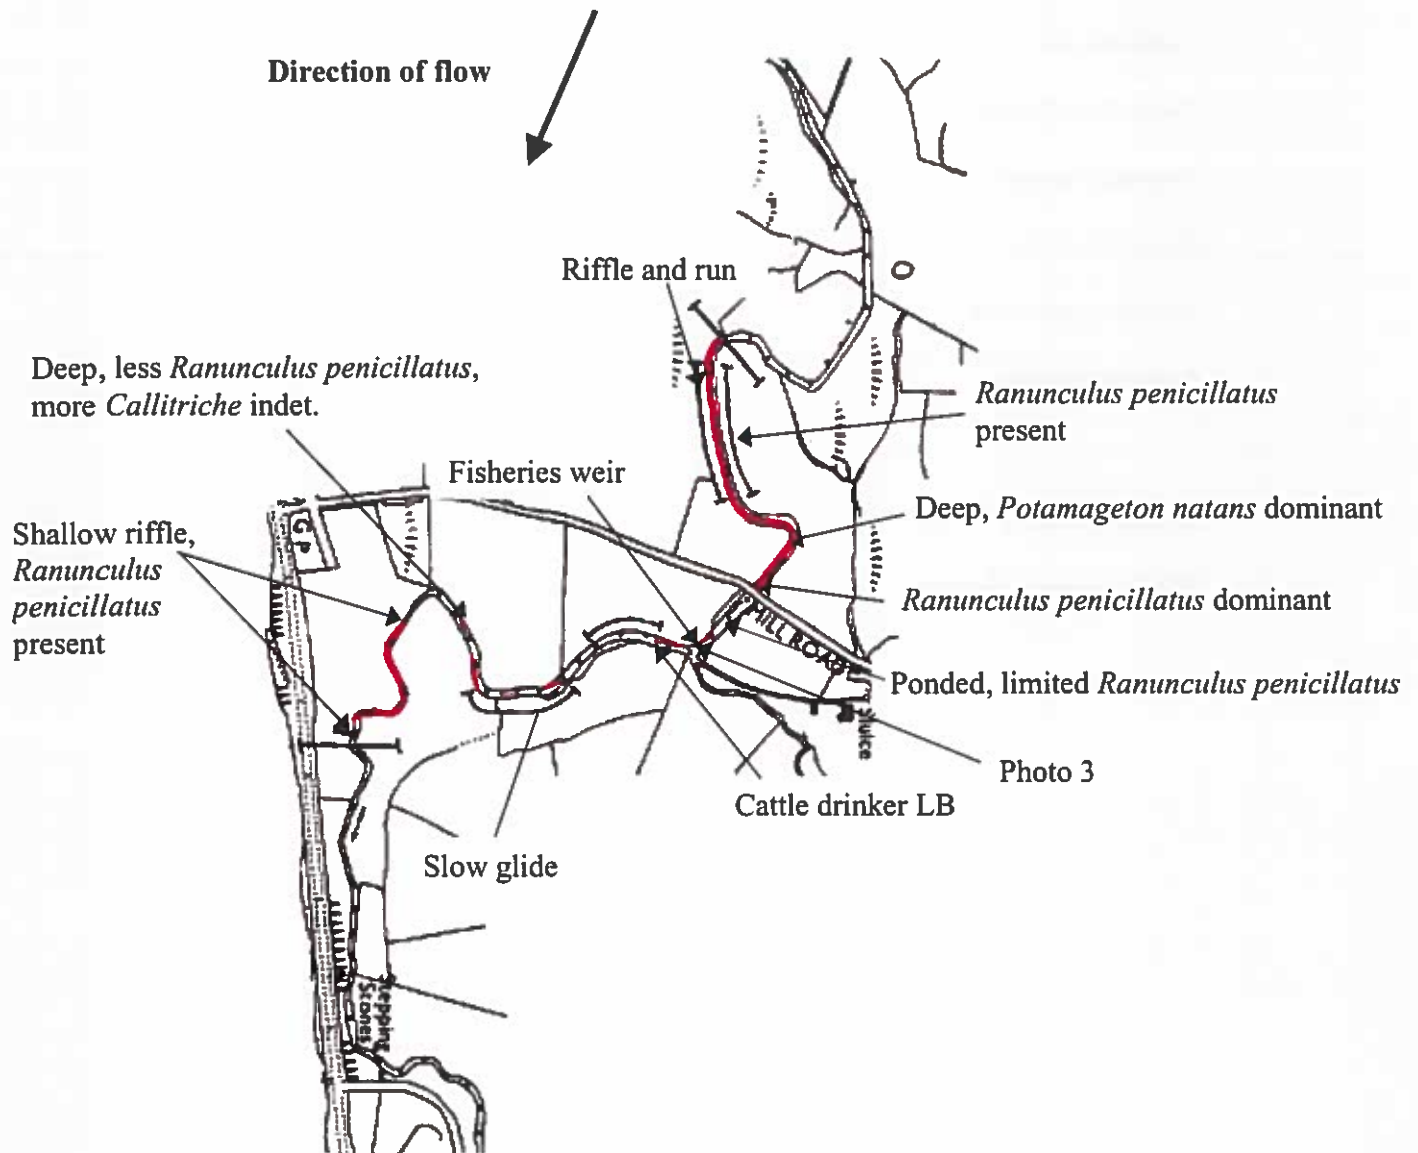 Direction of flow
Riffle and run
Deep, less Ranunculus penicillatus,
more Callitriche indet.
Ranunculus penicillatus
present
Fisheries weir
Deep, Potamageton natans dominant
Shallow riffle,
Ranunculus
penicillatus
present
G P
Ranunculus penicillatus dominant
MILL ROAD
Ponded, limited Ranunculus penicillatus
Sluice
Photo 3
Cattle drinker LB
Slow glide
Stepping
Stones